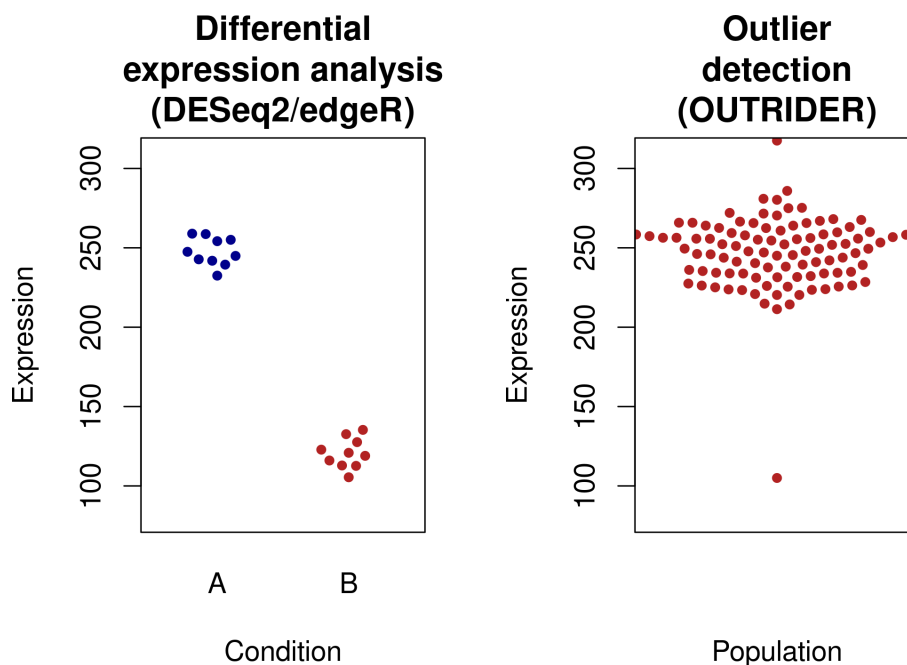 Differential
expression analysis
(DESeq2/edgeR)
Expression
300
250
200
150
100
A B
Condition
Outlier
detection
(OUTRIDER)
Expression
300
250
200
150
100
Population